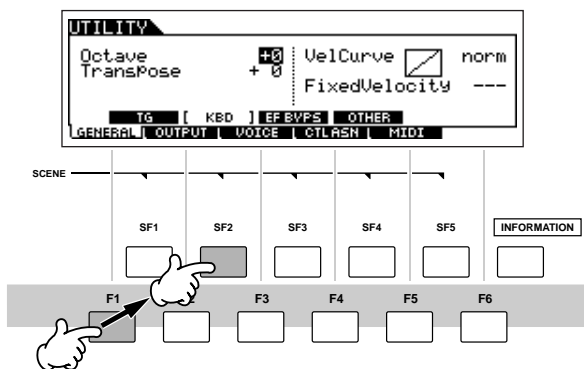 UTILITY
Octave +0 VelCurve norm
Transpose + 0
FixedVelocity ---
TG [ KBD ] EF BYPS OTHER
GENERAL [ OUTPUT [ VOICE [ CTLASN [ MIDI
SCENE
SF1 SF2 SF3 SF4 SF5 INFORMATION
F1 F3 F4 F5 F6